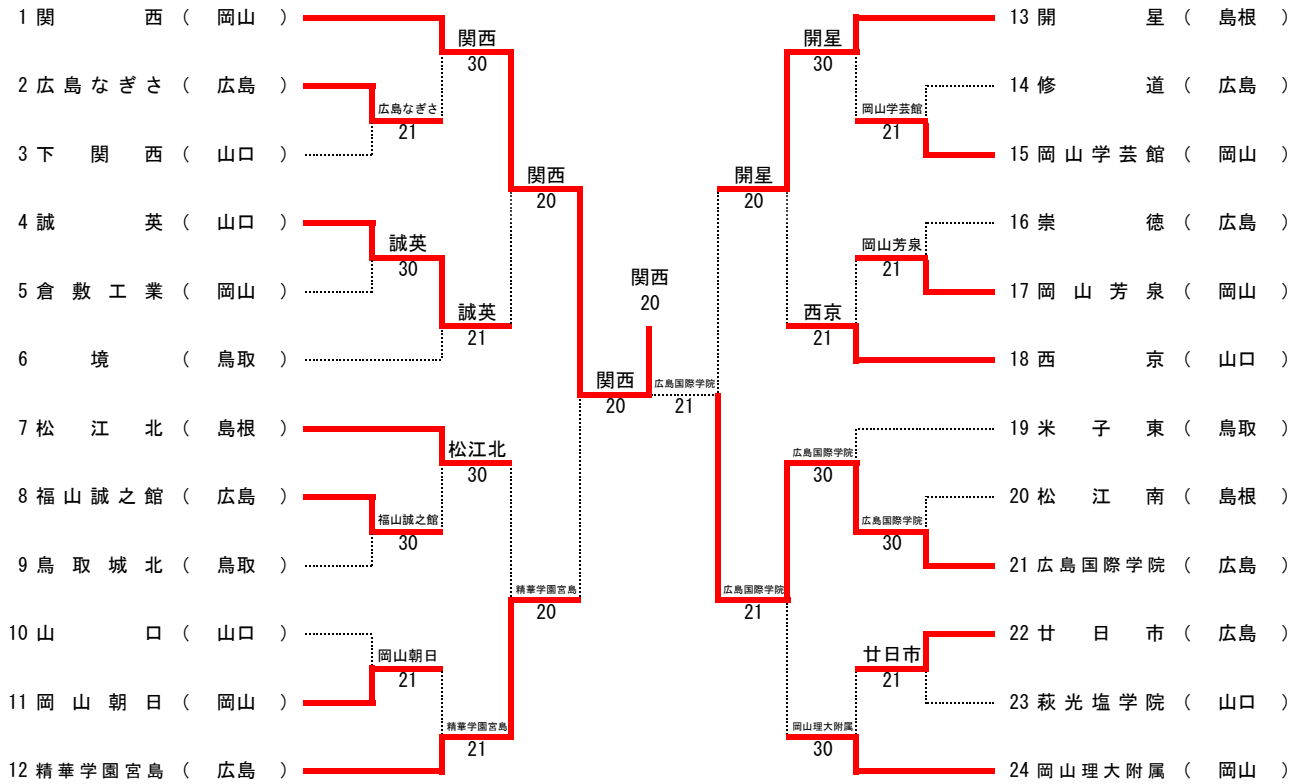 1 関西 ( 岡山 )
2 広島なぎさ ( 広島 )
3 下関西 ( 山口 )
4 誠英 ( 山口 )
5 倉敷工業 ( 岡山 )
6 境 ( 鳥取 )
7 松江北 ( 島根 )
8 福山誠之館 ( 広島 )
9 鳥取城北 ( 鳥取 )
10 山口 ( 山口 )
11 岡山朝日 ( 岡山 )
12 精華学園宮島 ( 広島 )
広島なぎさ
21
誠英
30
福山誠之館
30
岡山朝日
21
関西
30
誠英
21
松江北
30
精華学園宮島
21
関西
20
精華学園宮島
20
関西
20
関西
20
広島国際学院
21
開星
20
広島国際学院
21
開星
30
西京
21
広島国際学院
30
岡山理大附属
30
岡山学芸館
21
岡山芳泉
21
広島国際学院
30
廿日市
21
13 開星 ( 島根 )
14 修道 ( 広島 )
15 岡山学芸館 ( 岡山 )
16 崇徳 ( 広島 )
17 岡山芳泉 ( 岡山 )
18 西京 ( 山口 )
19 米子東 ( 鳥取 )
20 松江南 ( 島根 )
21 広島国際学院 ( 広島 )
22 廿日市 ( 広島 )
23 萩光塩学院 ( 山口 )
24 岡山理大附属 ( 岡山 )